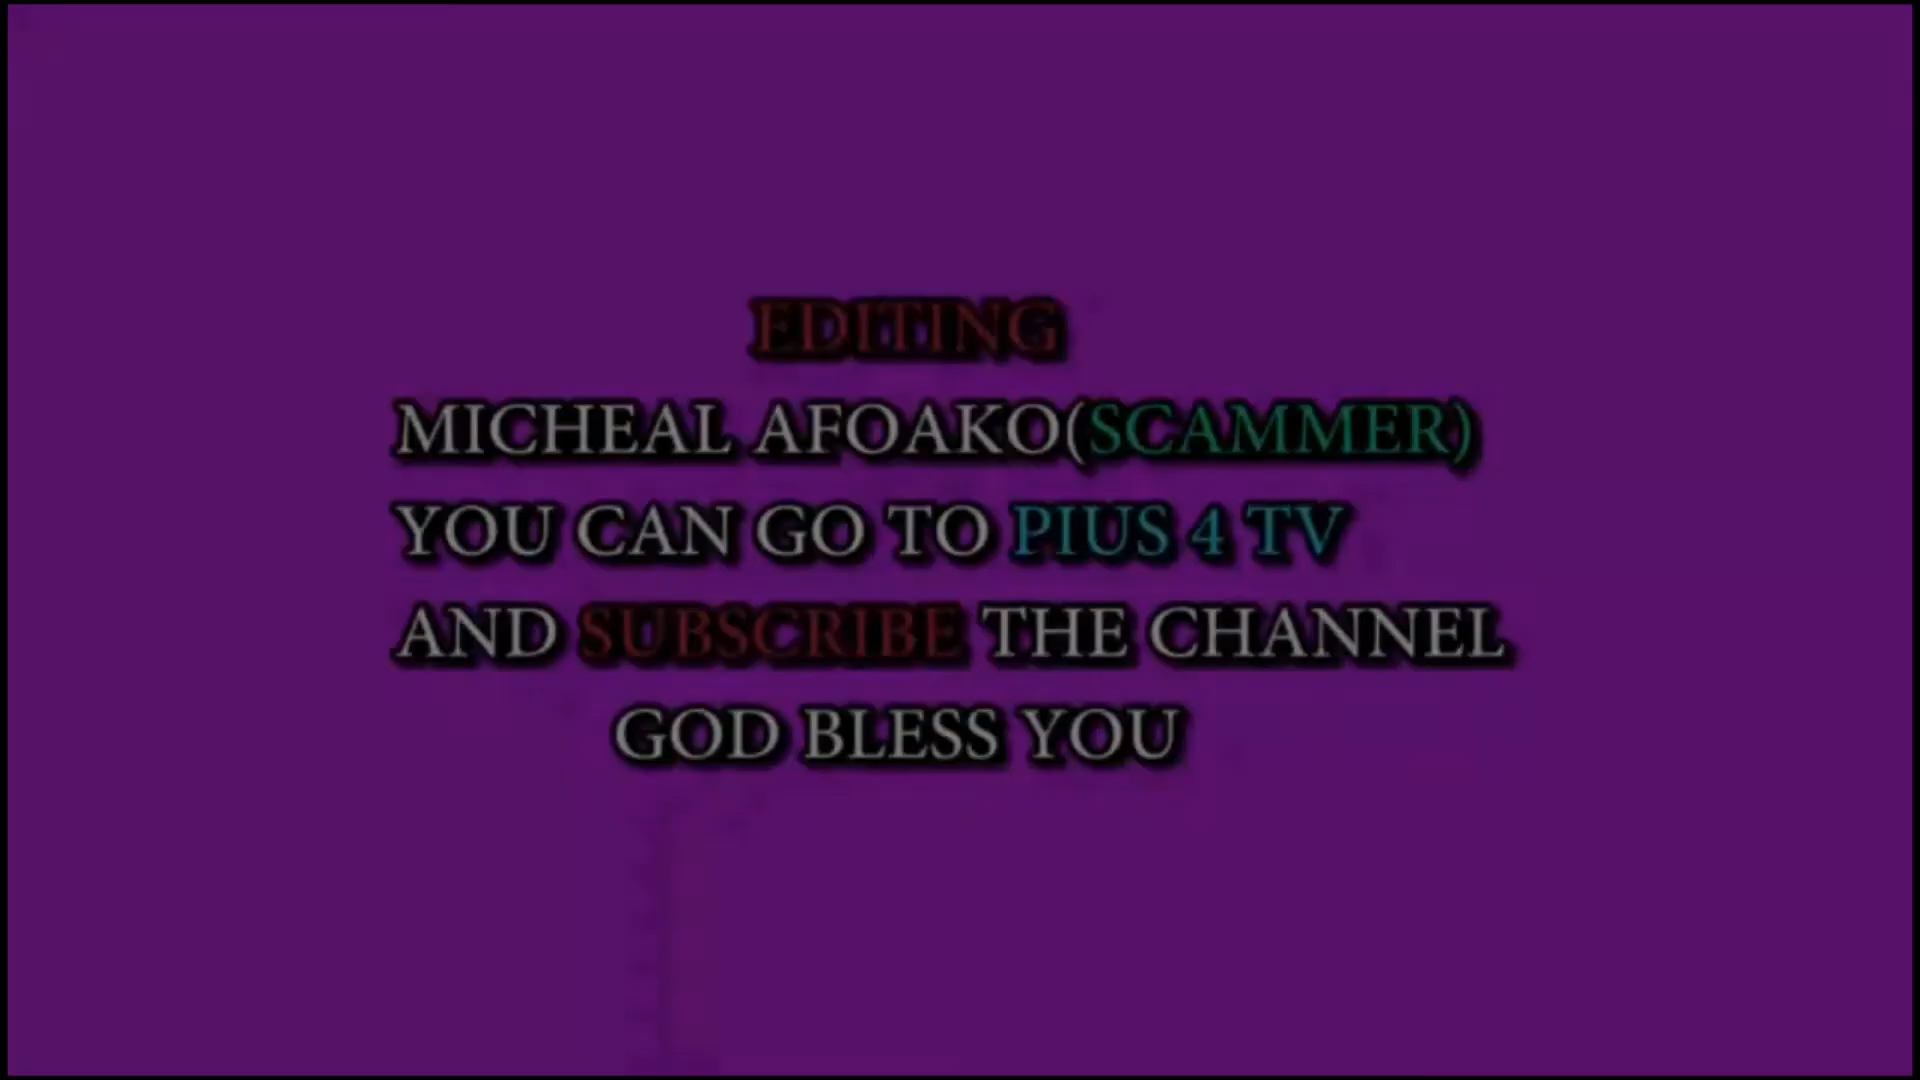 EDITING
MICHEAL AFOAKO(SCAMMER)
YOU CAN GO TO PIUS 4 TV
AND SUBSCRIBE THE CHANNEL
GOD BLESS YOU